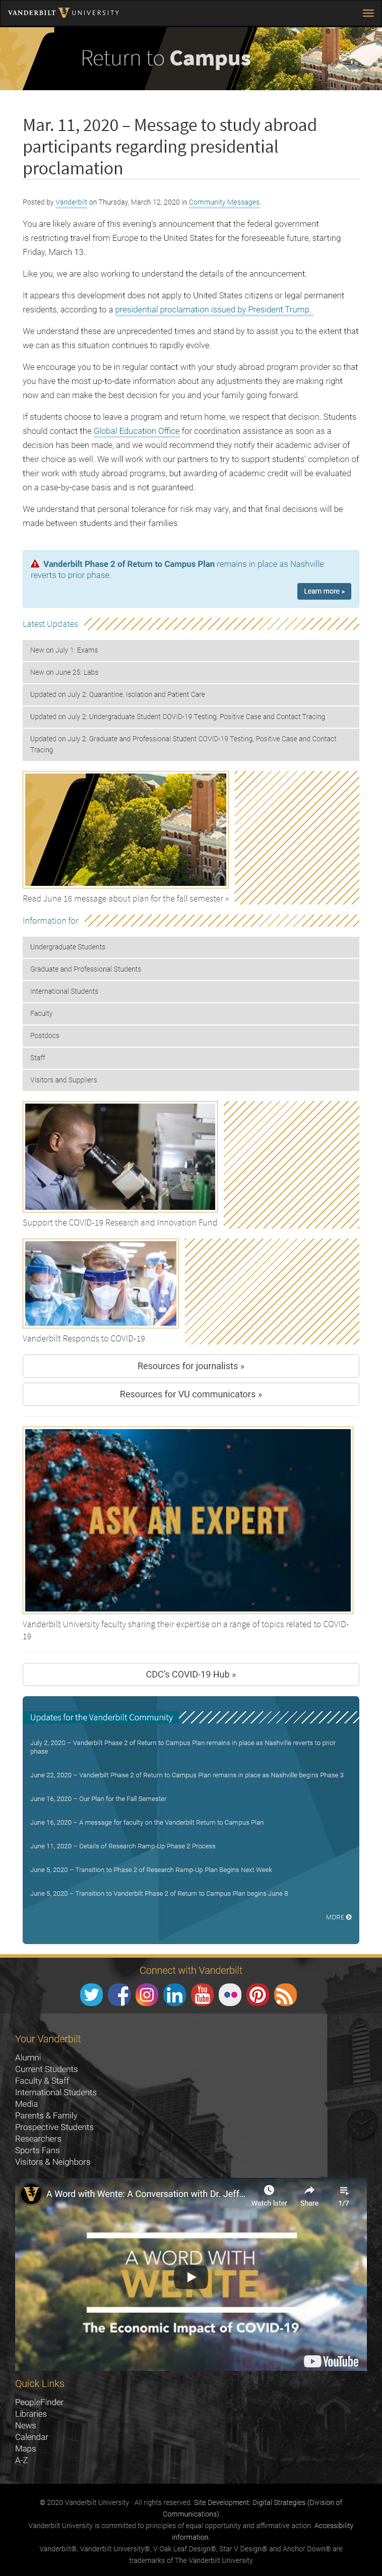 VANDERBILT V UNIVERSITY
Return to Campus
Mar. 11, 2020 – Message to study abroad
participants regarding presidential
proclamation
Posted by Vanderbilt on Thursday, March 12, 2020 in Community Messages.
You are likely aware of this evening's announcement that the federal government
is restricting travel from Europe to the United States for the foreseeable future, starting
Friday, March 13.
Like you, we are also working to understand the details of the announcement.
It appears this development does not apply to United States citizens or legal permanent
residents, according to a presidential proclamation issued by President Trump.
We understand these are unprecedented times and stand by to assist you to the extent that
we can as this situation continues to rapidly evolve.
We encourage you to be in regular contact with your study abroad program provider so that
you have the most up-to-date information about any adjustments they are making right
now and can make the best decision for you and your family going forward.
If students choose to leave a program and return home, we respect that decision. Students
should contact the Global Education Office for coordination assistance as soon as a
decision has been made, and we would recommend they notify their academic adviser of
their choice as well. We will work with our partners to try to support students' completion of
their work with study abroad programs, but awarding of academic credit will be evaluated
on a case-by-case basis and is not guaranteed.
We understand that personal tolerance for risk may vary, and that final decisions will be
made between students and their families.
Vanderbilt Phase 2 of Return to Campus Plan remains in place as Nashville
reverts to prior phase.
Learn more »
Latest Updates
New on July 1: Exams
New on June 25: Labs
Updated on July 2: Quarantine, Isolation and Patient Care
Updated on July 2: Undergraduate Student COVID-19 Testing, Positive Case and Contact Tracing
Updated on July 2: Graduate and Professional Student COVID-19 Testing, Positive Case and Contact
Tracing
Read June 16 message about plan for the fall semester »
Information for
Undergraduate Students
Graduate and Professional Students
International Students
Faculty
Postdocs
Staff
Visitors and Suppliers
Support the COVID-19 Research and Innovation Fund
Vanderbilt Responds to COVID-19
Resources for journalists »
Resources for VU communicators »
ASK AN EXPERT
Vanderbilt University faculty sharing their expertise on a range of topics related to COVID-
19
CDC's COVID-19 Hub »
Updates for the Vanderbilt Community
July 2, 2020 – Vanderbilt Phase 2 of Return to Campus Plan remains in place as Nashville reverts to prior
phase
June 22, 2020 – Vanderbilt Phase 2 of Return to Campus Plan remains in place as Nashville begins Phase 3
June 16, 2020 – Our Plan for the Fall Semester
June 16, 2020 – A message for faculty on the Vanderbilt Return to Campus Plan
June 11, 2020 – Details of Research Ramp-Up Phase 2 Process
June 5, 2020 – Transition to Phase 2 of Research Ramp-Up Plan Begins Next Week
June 5, 2020 – Transition to Vanderbilt Phase 2 of Return to Campus Plan begins June 8
MORE
Connect with Vanderbilt
You Tube
Your Vanderbilt
Alumni
Current Students
Faculty & Staff
International Students
Media
Parents & Family
Prospective Students
Researchers
Sports Fans
Visitors & Neighbors
A Word with Wente: A Conversation with Dr. Jeff...
Watch later
Share
1/7
A WORD WITH
WENTE
The Economic Impact of COVID-19
YouTube
Quick Links
PeopleFinder
Libraries
News
Calendar
Maps
A-Z
© 2020 Vanderbilt University · All rights reserved. Site Development: Digital Strategies (Division of
Communications)
Vanderbilt University is committed to principles of equal opportunity and affirmative action. Accessibility
information.
Vanderbilt®, Vanderbilt University®, V Oak Leaf Design®, Star V Design® and Anchor Down® are
trademarks of The Vanderbilt University